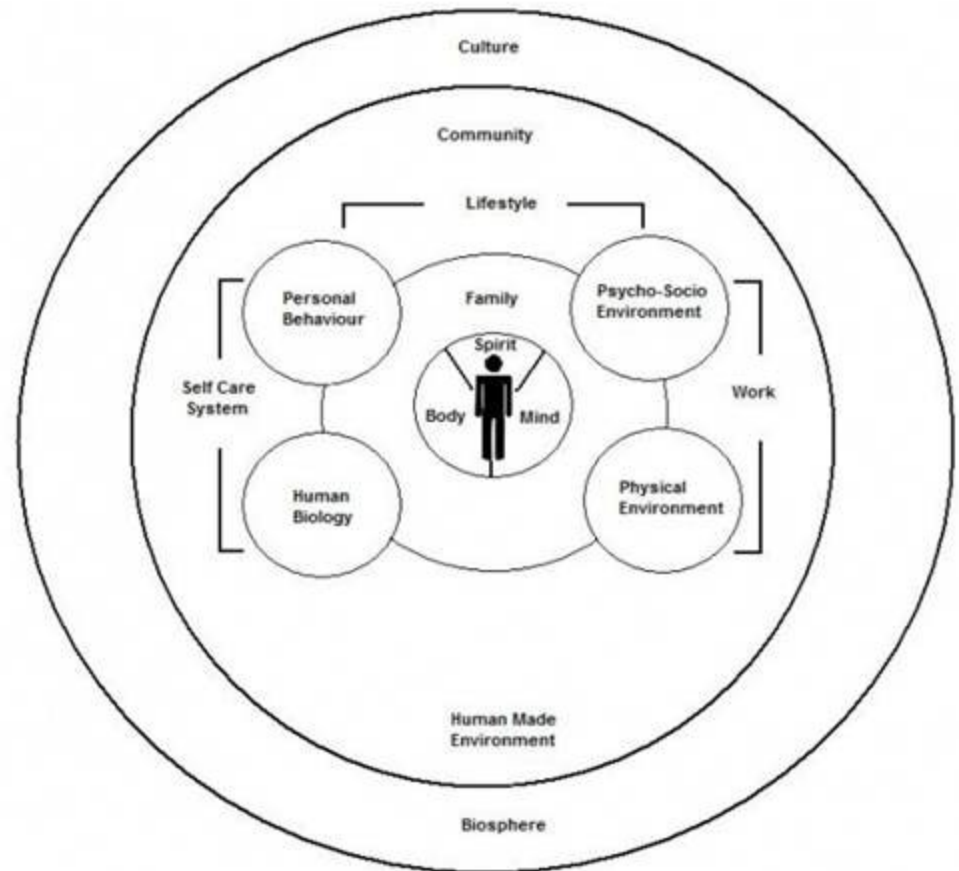 Culture
Community
Lifestyle
Personal
Behaviour
Family
Psycho-Socio
Environment
Spirit
Self Care
System
Body
Mind
Work
Human
Biology
Physical
Environment
Human Made
Environment
Biosphere